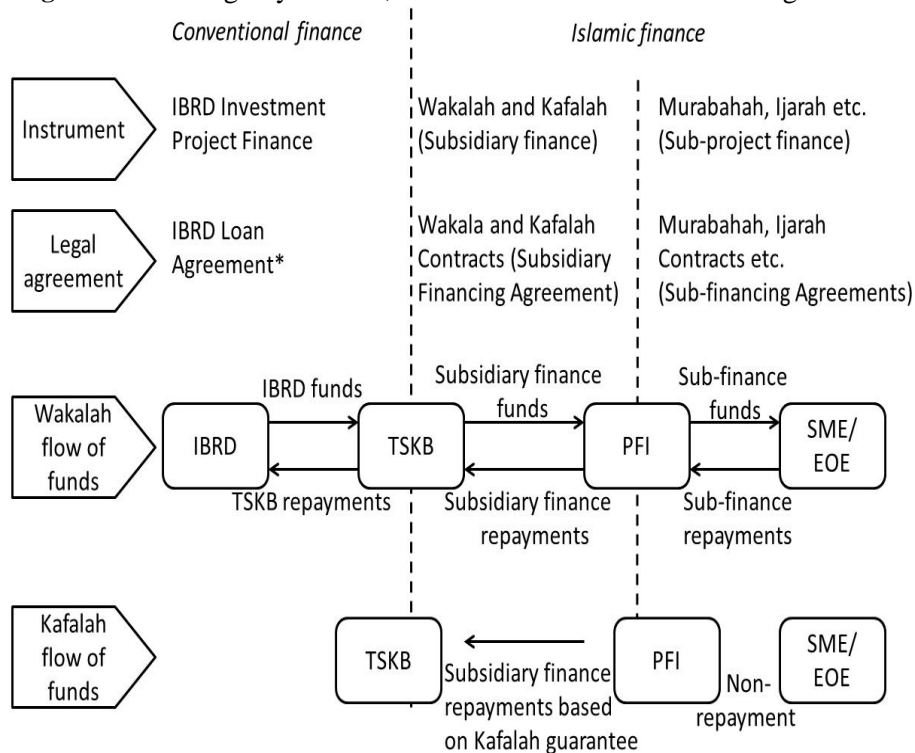 Conventional finance
Islamic finance
Instrument
IBRD Investment
Project Finance
Wakalah and Kafalah
(Subsidiary finance)
Murabahah, Ijarah etc.
(Sub-project finance)
Legal
agreement
IBRD Loan
Agreement*
Wakala and Kafalah
Contracts (Subsidiary
Financing Agreement)
Murabahah, Ijarah
Contracts etc.
(Sub-financing Agreements)
Wakalah
flow of
funds
IBRD
IBRD funds
TSKB repayments
TSKB
Subsidiary finance
funds
Subsidiary finance
repayments
PFI
Sub-finance
funds
Sub-finance
repayments
SME/
EOE
Kafalah
flow of
funds
TSKB
Subsidiary finance
repayments based
on Kafalah guarantee
PFI
Non-
repayment
SME/
EOE